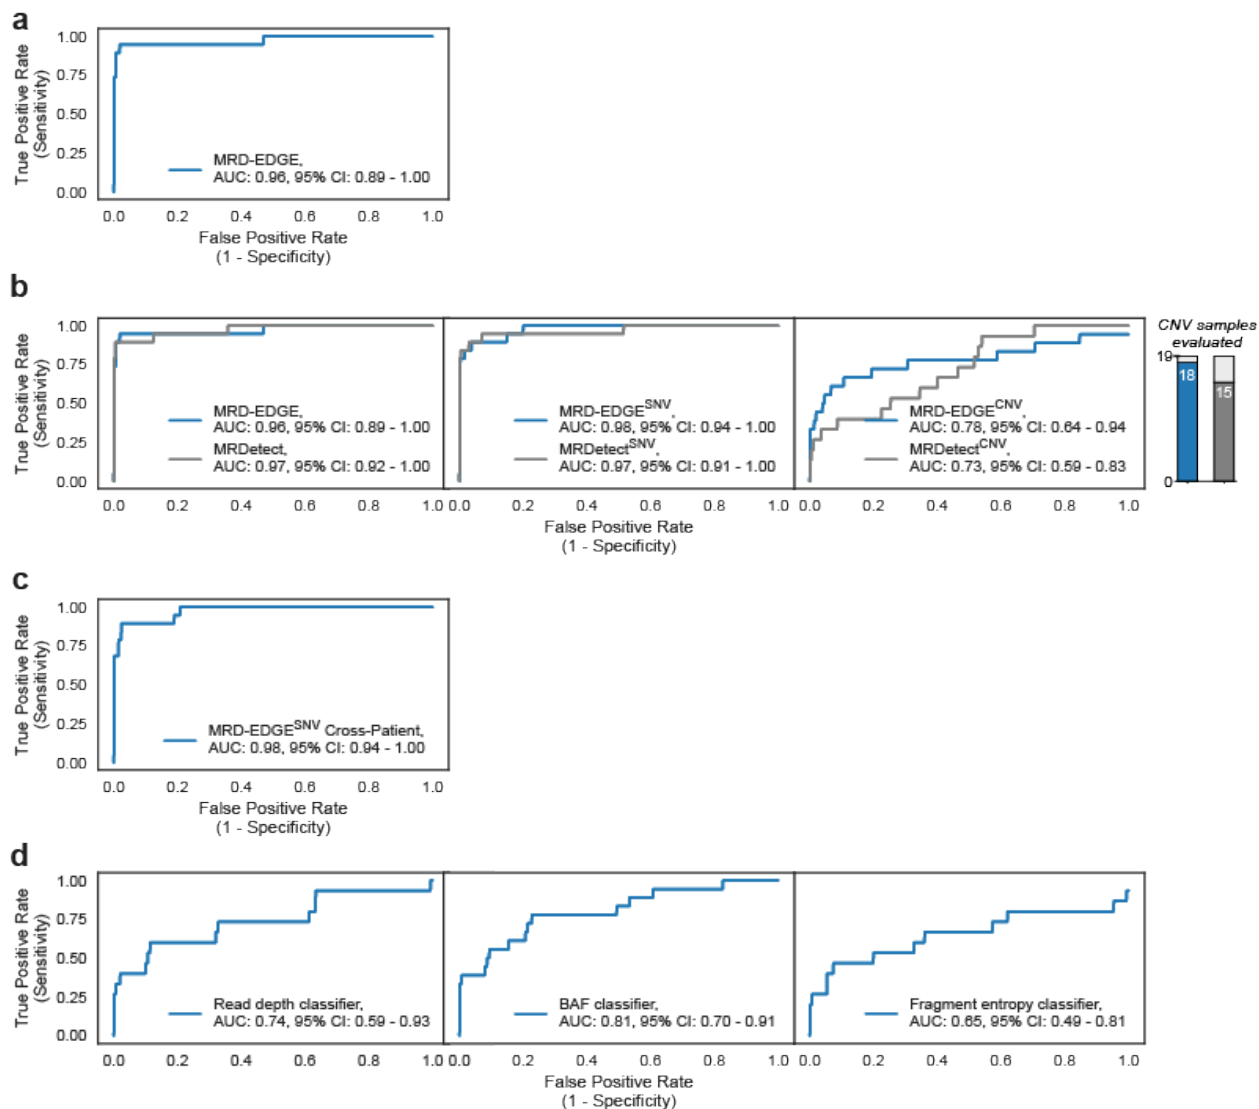 a
True Positive Rate
(Sensitivity)
1.00
0.75
0.50
0.25
0.00
MRD-EDGE,
AUC: 0.96, 95% CI: 0.89 - 1.00
0.0 0.2 0.4 0.6 0.8 1.0
False Positive Rate
(1 - Specificity)
b
True Positive Rate
(Sensitivity)
1.00
0.75
0.50
0.25
0.00
MRD-EDGE,
AUC: 0.96, 95% CI: 0.89 - 1.00
MRDetect,
AUC: 0.97, 95% CI: 0.92 - 1.00
0.0 0.2 0.4 0.6 0.8 1.0
MRD-EDGE^SNV,
AUC: 0.98, 95% CI: 0.94 - 1.00
MRDetect^SNV,
AUC: 0.97, 95% CI: 0.91 - 1.00
0.0 0.2 0.4 0.6 0.8 1.0
MRD-EDGE^CNV,
AUC: 0.78, 95% CI: 0.64 - 0.94
MRDetect^CNV,
AUC: 0.73, 95% CI: 0.59 - 0.83
0.0 0.2 0.4 0.6 0.8 1.0
False Positive Rate
(1 - Specificity)
CNV samples
evaluated
19
18
15
0
c
True Positive Rate
(Sensitivity)
1.00
0.75
0.50
0.25
0.00
MRD-EDGE^SNV Cross-Patient,
AUC: 0.98, 95% CI: 0.94 - 1.00
0.0 0.2 0.4 0.6 0.8 1.0
False Positive Rate
(1 - Specificity)
d
True Positive Rate
(Sensitivity)
1.00
0.75
0.50
0.25
0.00
Read depth classifier,
AUC: 0.74, 95% CI: 0.59 - 0.93
0.0 0.2 0.4 0.6 0.8 1.0
BAF classifier,
AUC: 0.81, 95% CI: 0.70 - 0.91
0.0 0.2 0.4 0.6 0.8 1.0
Fragment entropy classifier,
AUC: 0.65, 95% CI: 0.49 - 0.81
0.0 0.2 0.4 0.6 0.8 1.0
False Positive Rate
(1 - Specificity)